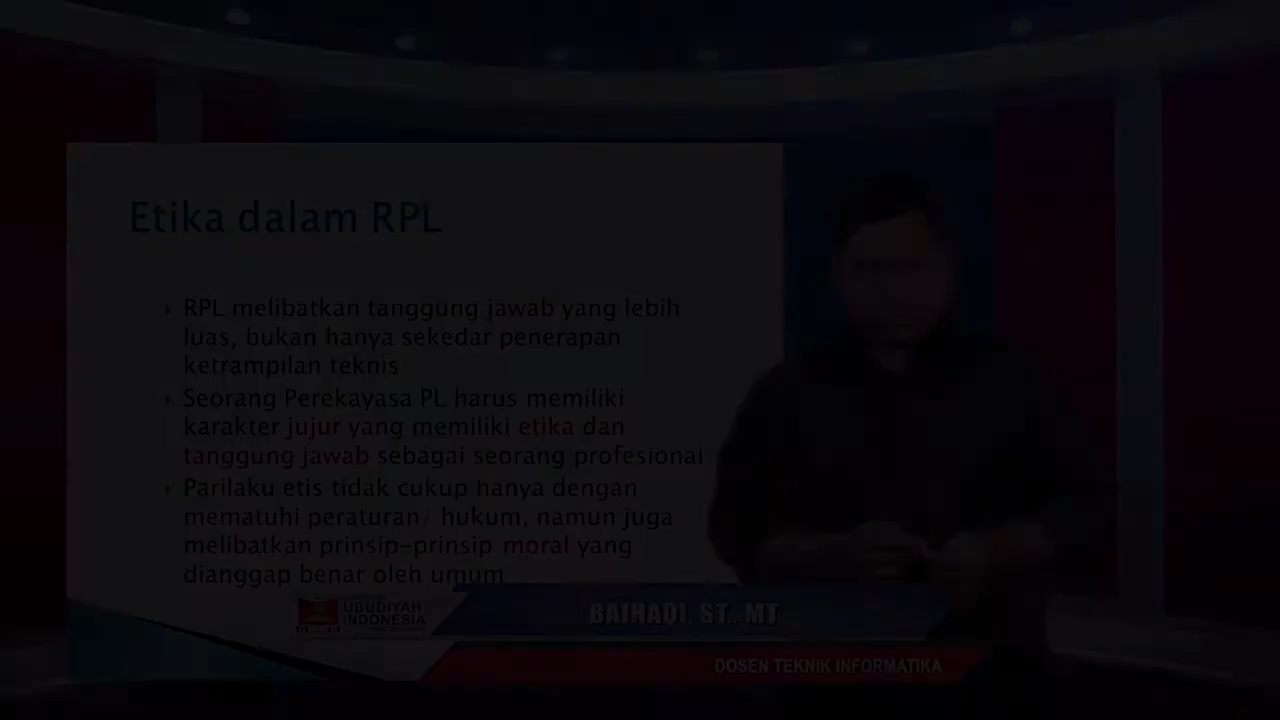 Etika dalam RPL
RPL melibatkan tanggung jawab yang lebih
luas, bukan hanya sekedar penerapan
ketrampilan teknis
Seorang Perekayasa PL harus memiliki
karakter jujur yang memiliki etika dan
tanggung jawab sebagai seorang profesional
Parilaku etis tidak cukup hanya dengan
mematuhi peraturan/ hukum, namun juga
melibatkan prinsip-prinsip moral yang
dianggap benar oleh umum
UBUDIYAH
INDONESIA
BAIHAQI, ST., MT
DOSEN TEKNIK INFORMATIKA